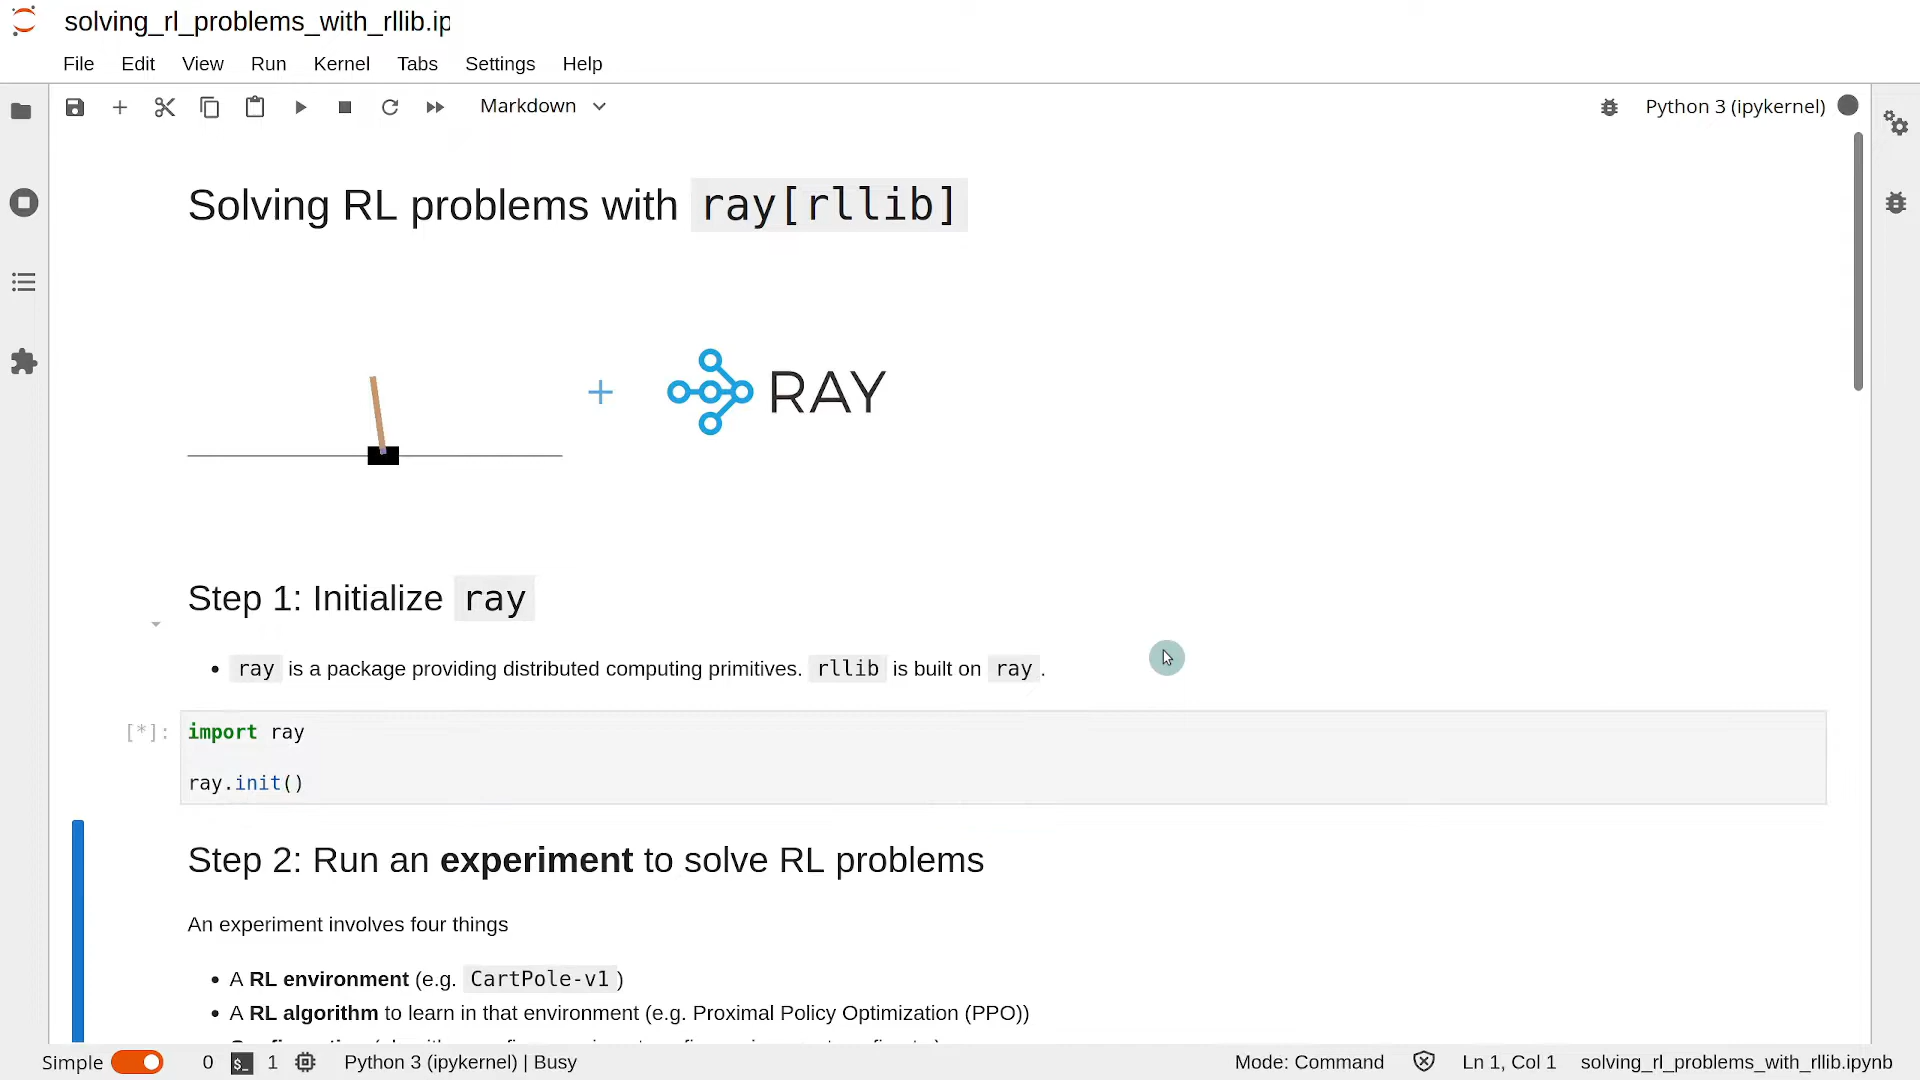 solving_rl_problems_with_rllib.ip
File Edit View Run Kernel Tabs Settings Help
Markdown
Python 3 (ipykernel)
Solving RL problems with ray[rllib]
+ RAY
Step 1: Initialize ray
• ray is a package providing distributed computing primitives. rllib is built on ray.
[*]: import ray
ray.init()
Step 2: Run an experiment to solve RL problems
An experiment involves four things
• A RL environment (e.g. CartPole-v1)
• A RL algorithm to learn in that environment (e.g. Proximal Policy Optimization (PPO))
Simple 0 $_ 1 Python 3 (ipykernel) | Busy Mode: Command Ln 1, Col 1 solving_rl_problems_with_rllib.ipynb